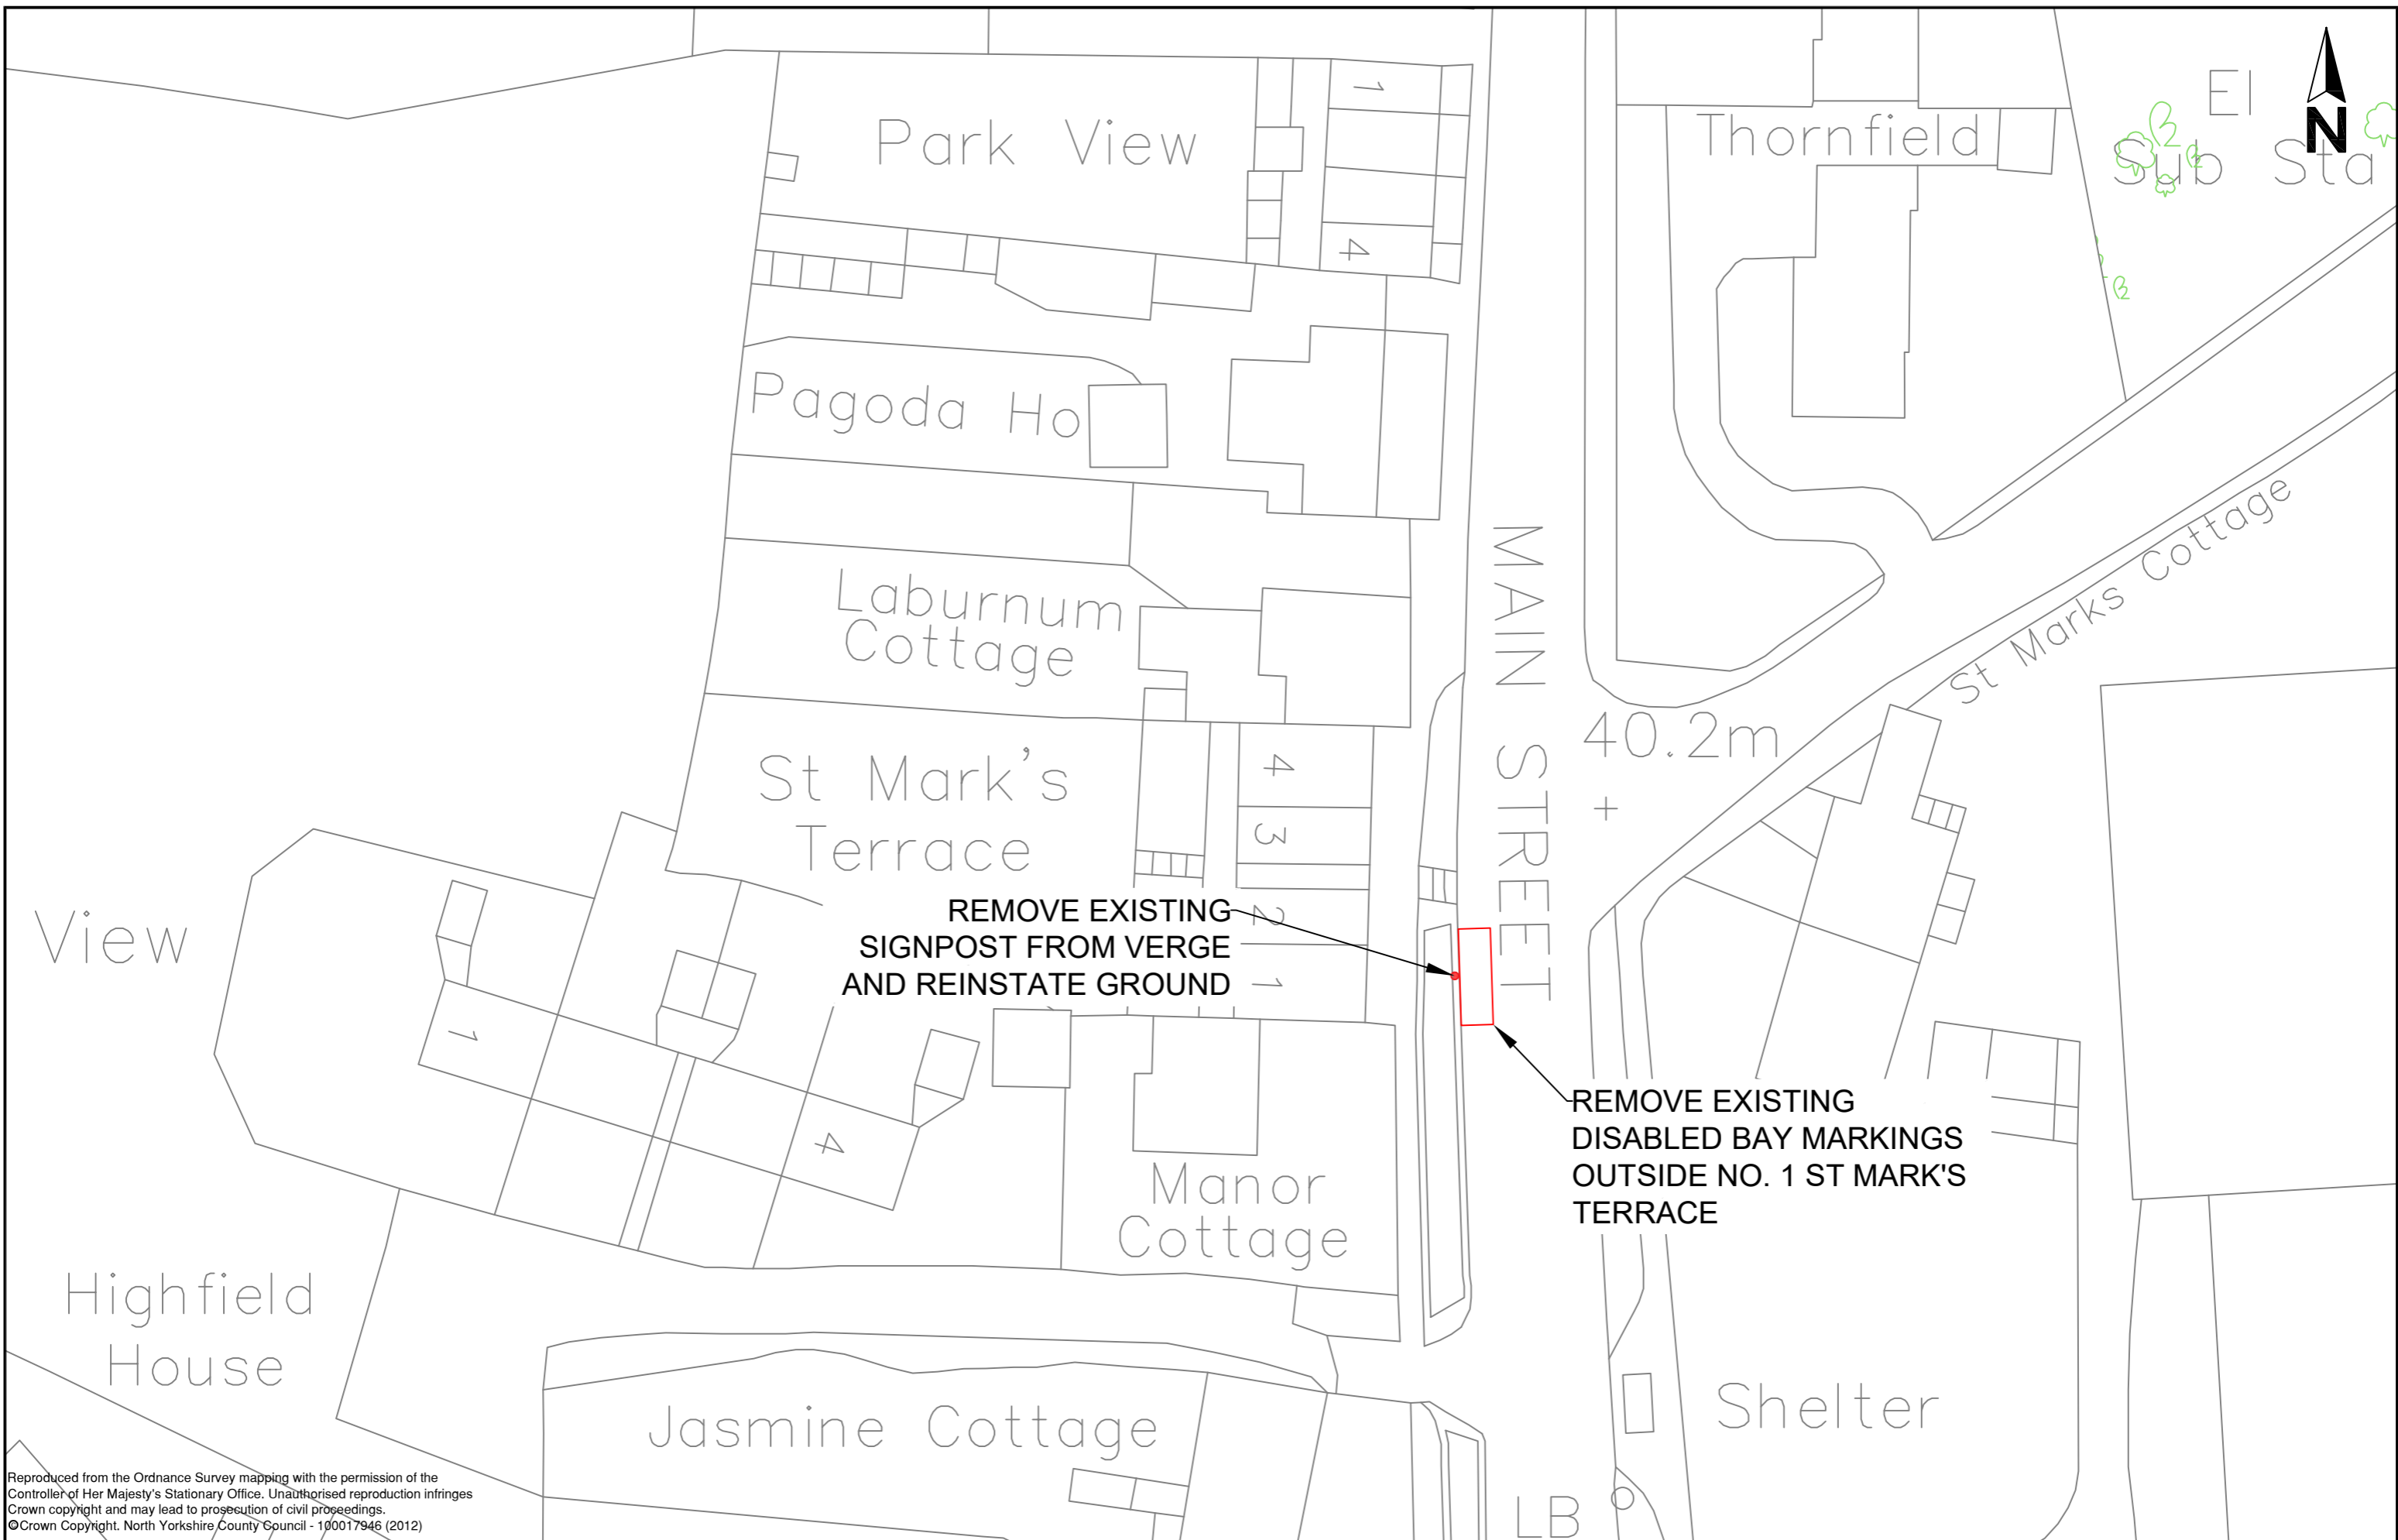 El
Sub Sta
N
Park View
1
4
Thornfield
Pagoda Ho
Laburnum
Cottage
MAIN STREET
St Marks Cottage
40.2m
St Mark's
Terrace
4
3
2
1
View
REMOVE EXISTING
SIGNPOST FROM VERGE
AND REINSTATE GROUND
1
4
REMOVE EXISTING
DISABLED BAY MARKINGS
OUTSIDE NO. 1 ST MARK'S
TERRACE
Manor
Cottage
Highfield
House
Jasmine Cottage
Shelter
LB
Reproduced from the Ordnance Survey mapping with the permission of the
Controller of Her Majesty's Stationary Office. Unauthorised reproduction infringes
Crown copyright and may lead to prosecution of civil proceedings.
©Crown Copyright. North Yorkshire County Council - 100017946 (2012)